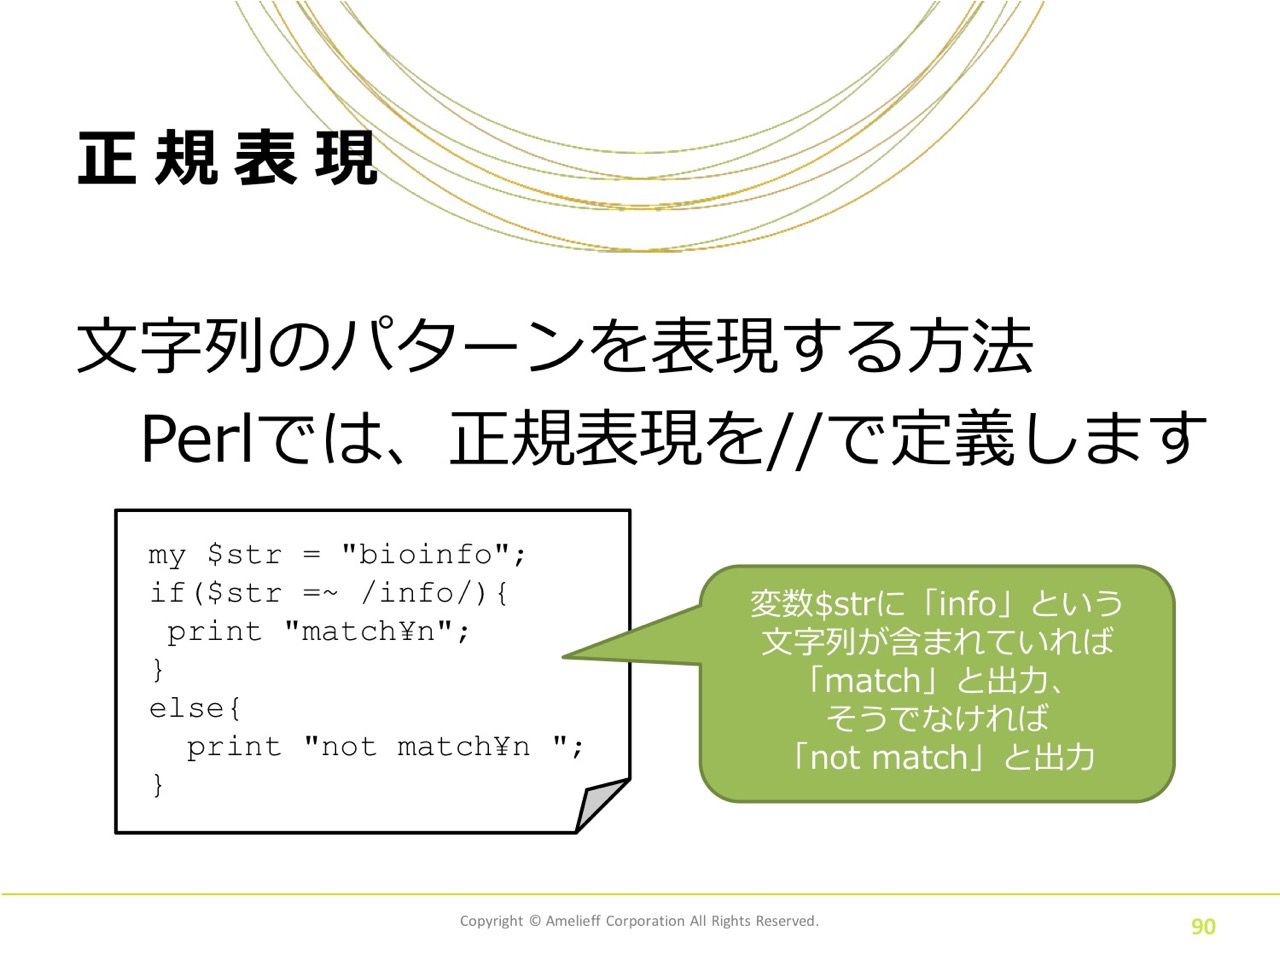 正規表現
文字列のパターンを表現する方法
Perlでは、正規表現を//で定義します
my $str = "bioinfo";
if($str =~ /info/){
 print "match¥n";
}
else{
  print "not match¥n ";
}
変数$strに「info」という
文字列が含まれていれば
「match」と出力、
そうでなければ
「not match」と出力
Copyright © Amelieff Corporation All Rights Reserved.
90